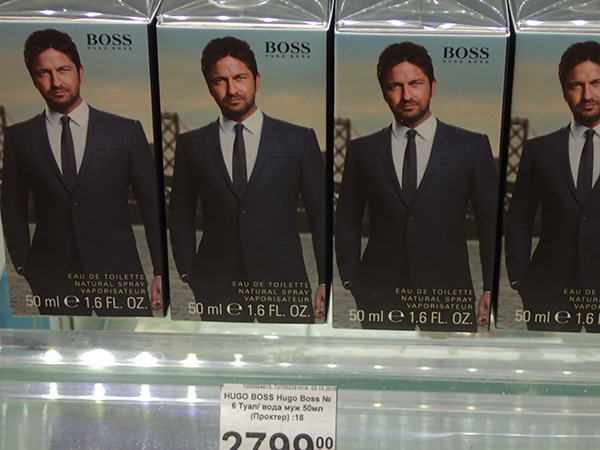 BOSS
HUGO BOSS
EAU DE TOILETTE
NATURAL SPRAY
VAPORISATEUR
50 ml e 1.6 FL. OZ.
BOSS
HUGO BOSS
EAU DE TOILETTE
NATURAL SPRAY
VAPORISATEUR
50 ml e 1.6 FL. OZ.
BOSS
HUGO BOSS
EAU DE TOILETTE
NATURAL SPRAY
VAPORISATEUR
50 ml e 1.6 FL. OZ.
50 ml e 1.6
HUGO BOSS Hugo Boss №
6 Туал/ вода муж 50мл
(Проктер) :18
2799 00